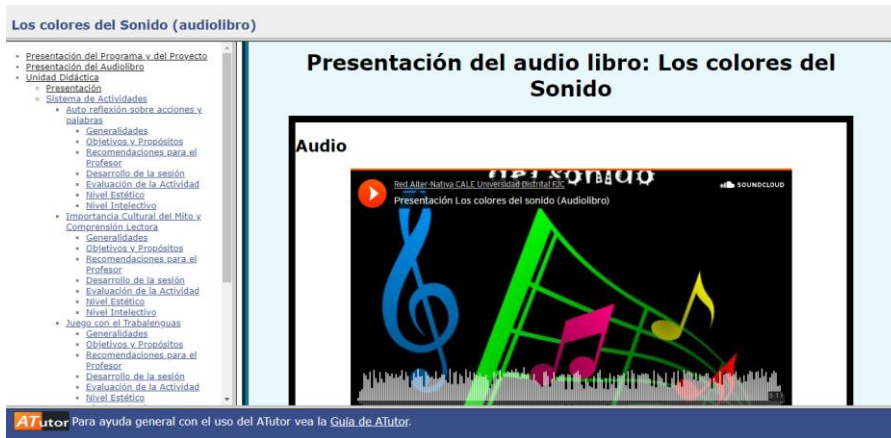 Los colores del Sonido (audiolibro)
Presentación del Programa y del Proyecto
Presentación del Audiolibro
Unidad Didáctica
Presentación
Sistema de Actividades
Auto reflexión sobre acciones y
palabras
Generalidades
Objetivos y Propósitos
Recomendaciones para el
Profesor
Desarrollo de la sesión
Evaluación de la Actividad
Nivel Estético
Nivel Intelectivo
Importancia Cultural del Mito y
Comprensión Lectora
Generalidades
Objetivos y Propósitos
Recomendaciones para el
Profesor
Desarrollo de la sesión
Evaluación de la Actividad
Nivel Estético
Nivel Intelectivo
Juego con el Trabalenguas
Generalidades
Objetivos y Propósitos
Recomendaciones para el
Profesor
Desarrollo de la sesión
Evaluación de la Actividad
Nivel Estético
Presentación del audio libro: Los colores del
Sonido
Audio
del sonido
Red Alter-Nativa CALE Universidad Distrital FJC
SOUNDCLOUD
Presentación Los colores del sonido (Audiolibro)
3:11
ATutor Para ayuda general con el uso del ATutor vea la Guía de ATutor.